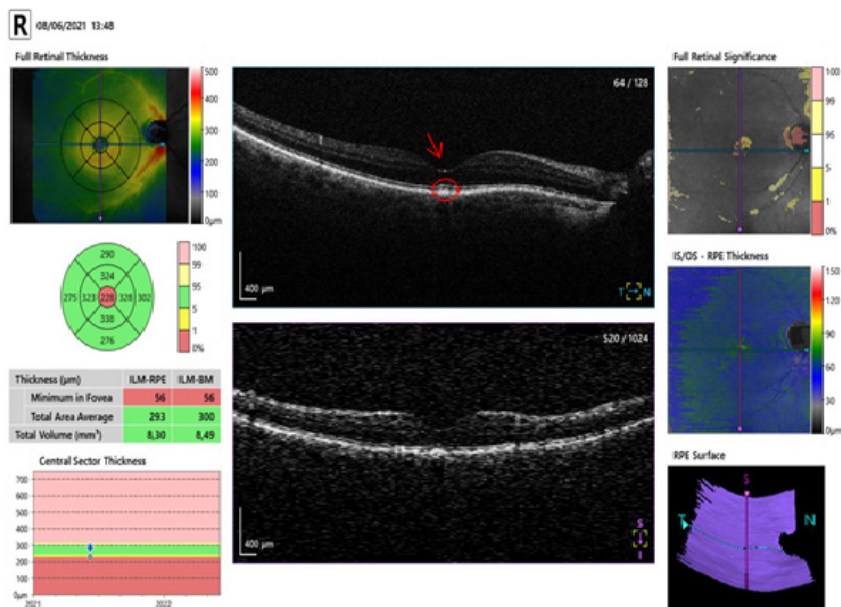 R 08/06/2021 13:48
Full Retinal Thickness
500
400
300
200
100
0µm
64 / 128
400 µm
T N
Full Retinal Significance
100
99
95
5
1
0%
290
324
275 323 228 328 302
338
276
100
99
95
5
1
0%
IS/OS - RPE Thickness
150
120
90
60
30µm
Thickness (µm) ILM-RPE ILM-BM
Minimum in Fovea 56 56
Total Area Average 293 300
Total Volume (mm³) 8,30 8,49
520 / 1024
400 µm
S
I
Central Sector Thickness
700
600
500
400
300
200
100
0µm
2021 2022
RPE Surface
S
T N